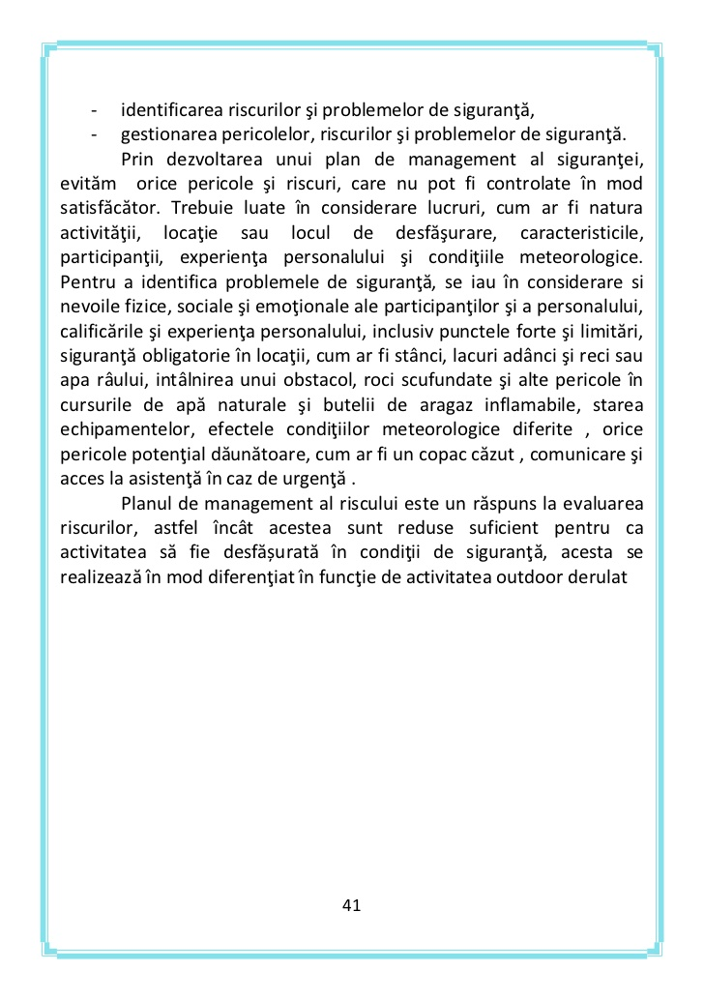 - identificarea riscurilor şi problemelor de siguranţă,
- gestionarea pericolelor, riscurilor şi problemelor de siguranţă.
Prin dezvoltarea unui plan de management al siguranţei,
evităm orice pericole şi riscuri, care nu pot fi controlate în mod
satisfăcător. Trebuie luate în considerare lucruri, cum ar fi natura
activităţii, locaţie sau locul de desfăşurare, caracteristicile,
participanţii, experienţa personalului şi condiţiile meteorologice.
Pentru a identifica problemele de siguranţă, se iau în considerare si
nevoile fizice, sociale şi emoţionale ale participanţilor şi a personalului,
calificările şi experienţa personalului, inclusiv punctele forte şi limitări,
siguranţă obligatorie în locaţii, cum ar fi stânci, lacuri adânci şi reci sau
apa râului, intâlnirea unui obstacol, roci scufundate şi alte pericole în
cursurile de apă naturale şi butelii de aragaz inflamabile, starea
echipamentelor, efectele condiţiilor meteorologice diferite , orice
pericole potenţial dăunătoare, cum ar fi un copac căzut , comunicare şi
acces la asistenţă în caz de urgenţă .
Planul de management al riscului este un răspuns la evaluarea
riscurilor, astfel încât acestea sunt reduse suficient pentru ca
activitatea să fie desfășurată în condiţii de siguranţă, acesta se
realizează în mod diferenţiat în funcţie de activitatea outdoor derulat
41